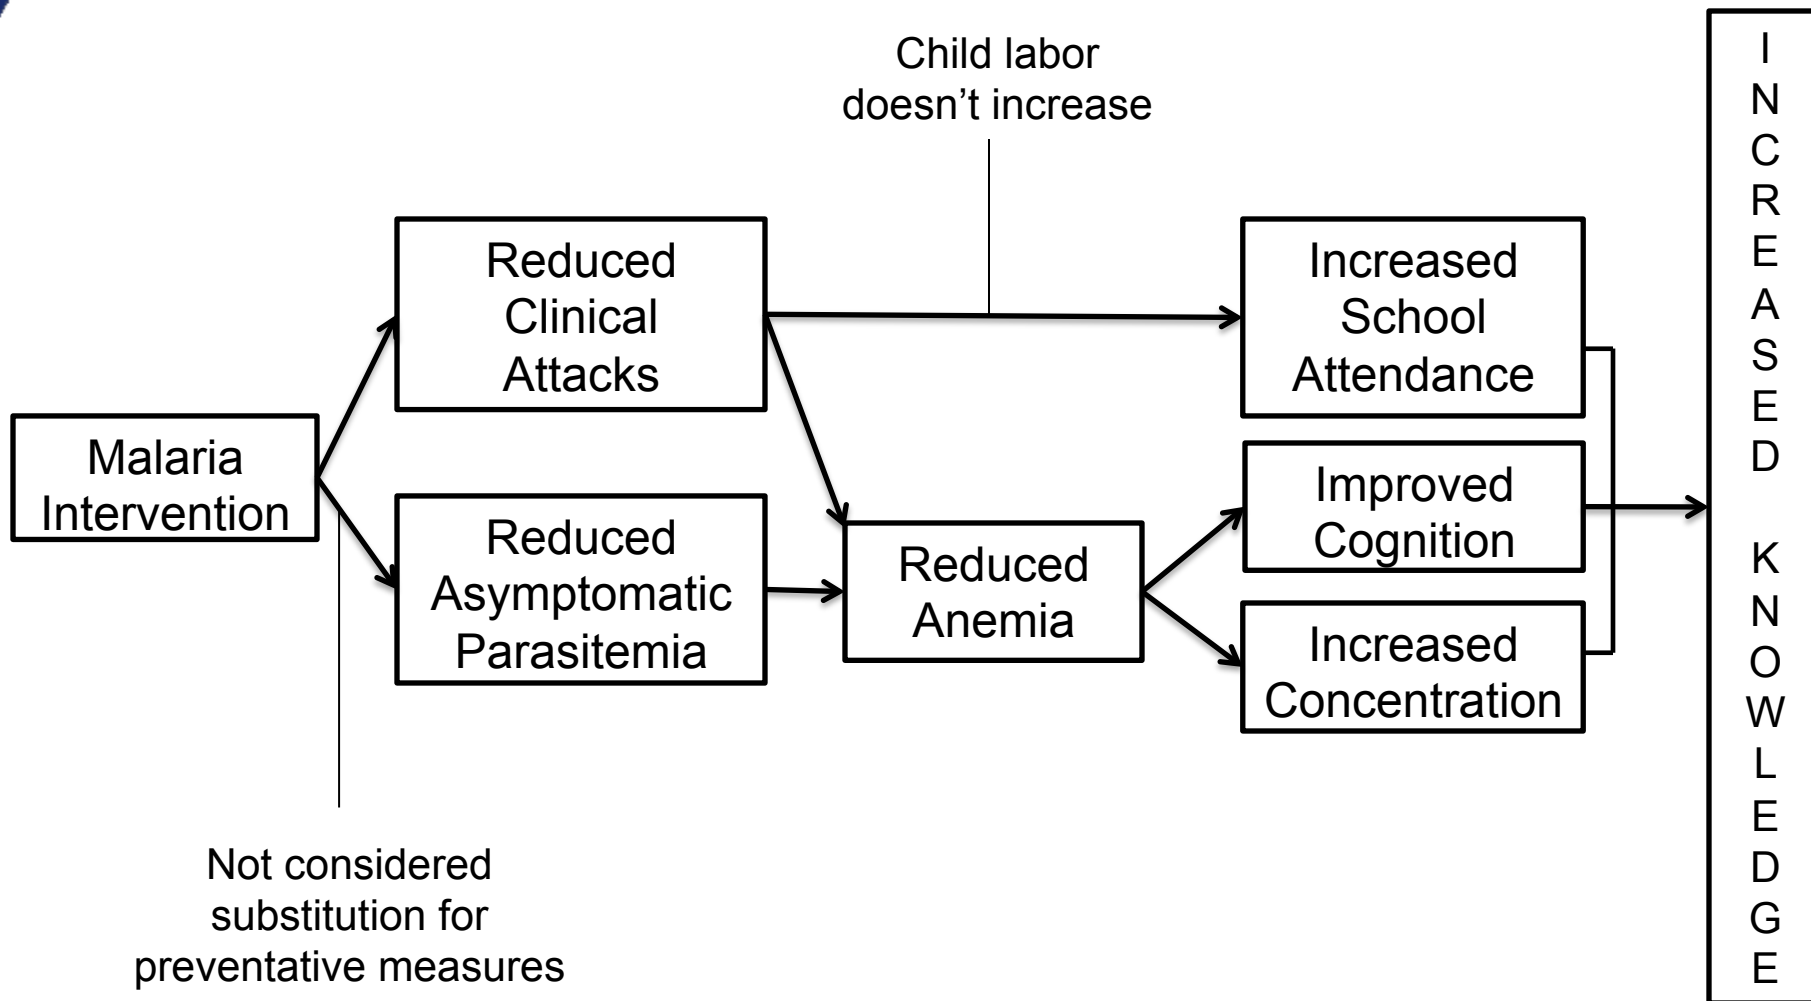 Child labor
doesn’t increase
Reduced
Clinical
Attacks
Increased
School
Attendance
Malaria
Intervention
Reduced
Asymptomatic
Parasitemia
Reduced
Anemia
Improved
Cognition
Increased
Concentration
Not considered
substitution for
preventative measures
I
N
C
R
E
A
S
E
D
K
N
O
W
L
E
D
G
E